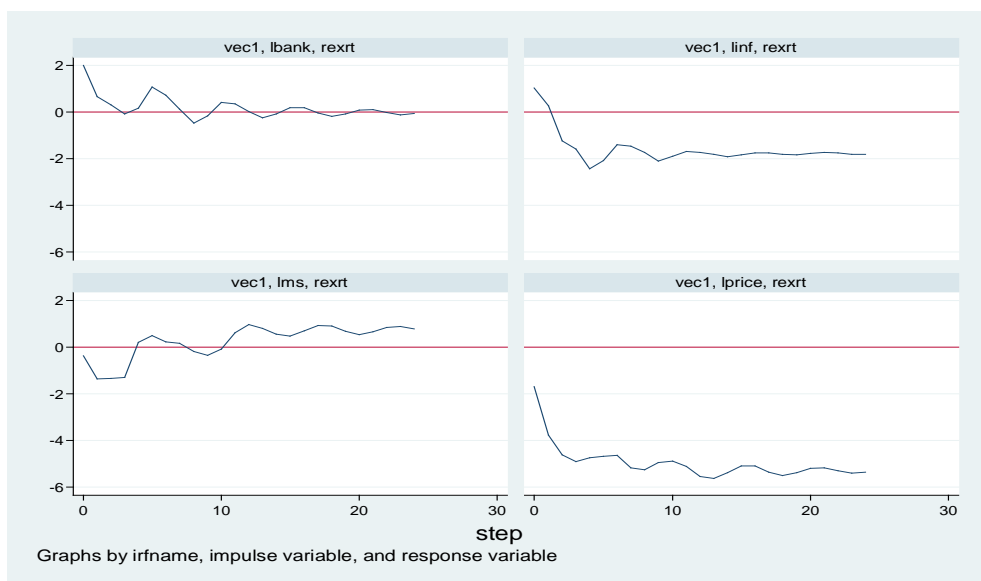 vec1, lbank, rexrt
vec1, linf, rexrt
2
0
-2
-4
-6
vec1, lms, rexrt
vec1, lprice, rexrt
2
0
-2
-4
-6
0 10 20 30
0 10 20 30
step
Graphs by irfname, impulse variable, and response variable